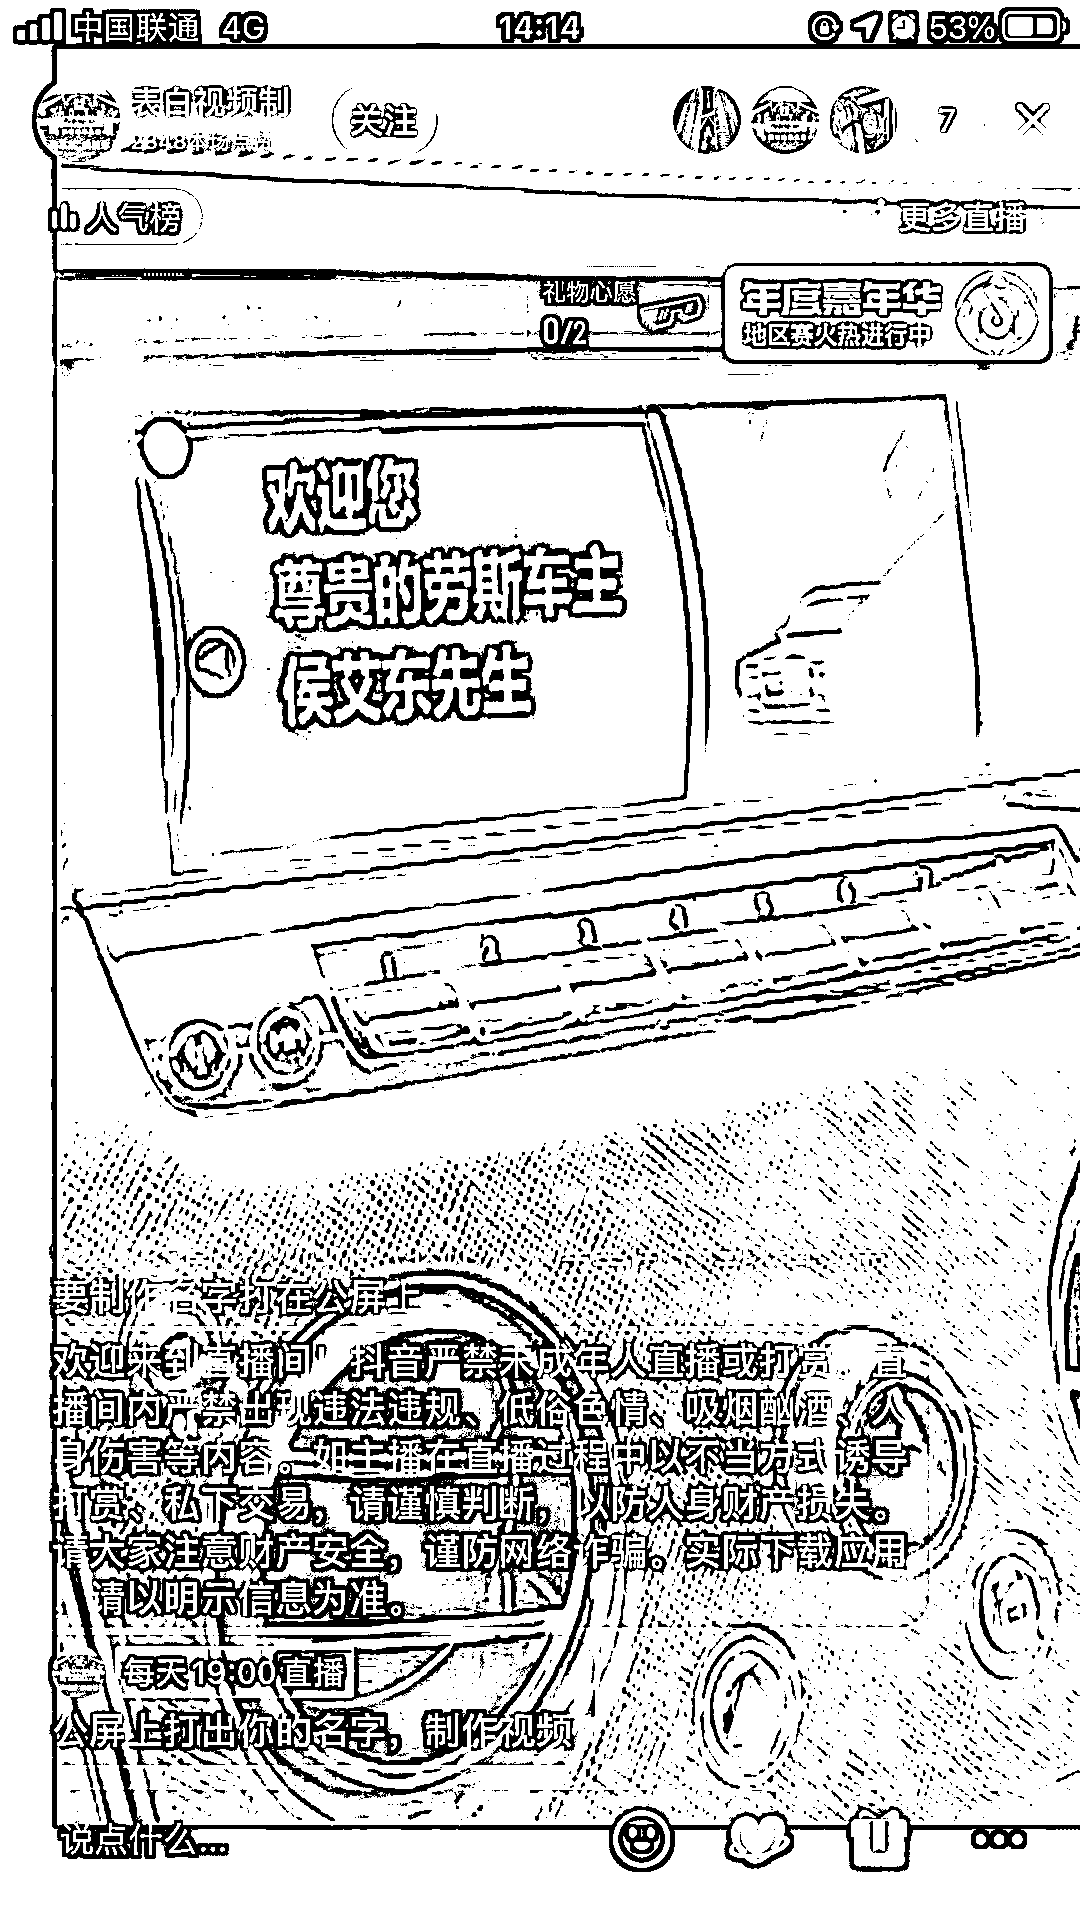 中国联通 4G 14:14 53%
表白视频制
2848本场点赞
关注
7
人气榜
更多直播
礼物心愿
0/2
年度嘉年华
地区赛火热进行中
欢迎您
尊贵的劳斯车主
侯艾东先生
要制作名字打在公屏上
欢迎来到直播间！抖音严禁未成年人直播或打赏。直
播间内严禁出现违法违规、低俗色情、吸烟酗酒、人
身伤害等内容。如主播在直播过程中以不当方式诱导
打赏、私下交易，请谨慎判断，以防人身财产损失。
请大家注意财产安全，谨防网络诈骗。实际下载应用
请以明示信息为准。
每天19:00直播
公屏上打出你的名字，制作视频
说点什么...